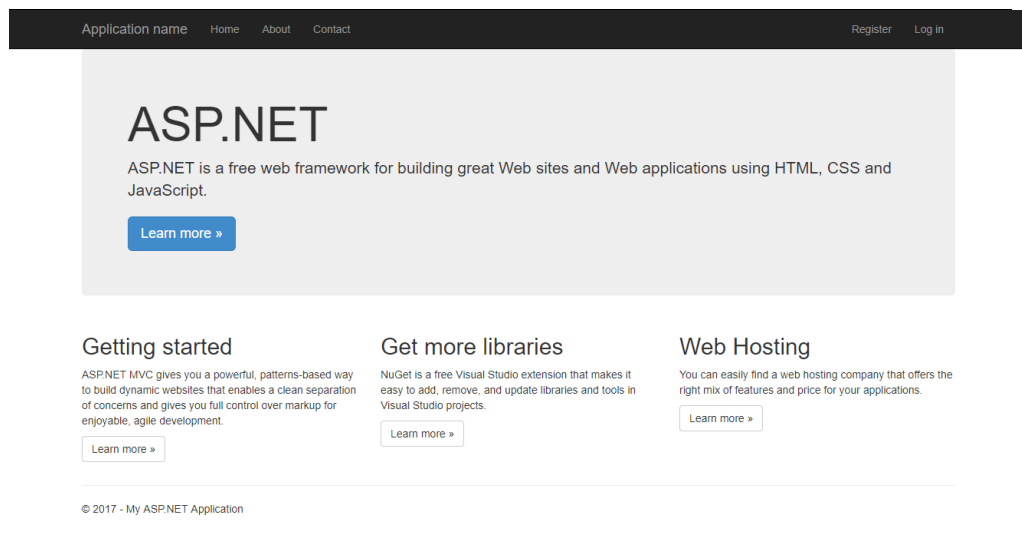 Application name Home About Contact Register Log in
ASP.NET
ASP.NET is a free web framework for building great Web sites and Web applications using HTML, CSS and
JavaScript.
Learn more »
Getting started
ASP.NET MVC gives you a powerful, patterns-based way
to build dynamic websites that enables a clean separation
of concerns and gives you full control over markup for
enjoyable, agile development.
Learn more »
Get more libraries
NuGet is a free Visual Studio extension that makes it
easy to add, remove, and update libraries and tools in
Visual Studio projects.
Learn more »
Web Hosting
You can easily find a web hosting company that offers the
right mix of features and price for your applications.
Learn more »
© 2017 - My ASP.NET Application